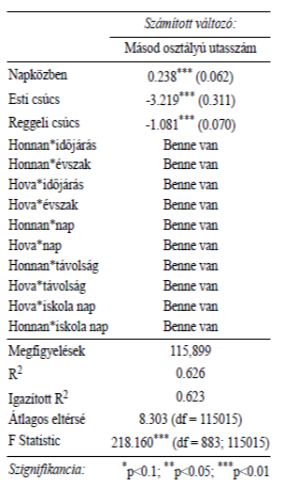 Számított változó:
Másod osztályú utasszám
Napközben 0.238*** (0.062)
Esti csúcs -3.219*** (0.311)
Reggeli csúcs -1.081*** (0.070)
Honnan*időjárás Benne van
Honnan*évszak Benne van
Hova*időjárás Benne van
Hova*évszak Benne van
Honnan*nap Benne van
Hova*nap Benne van
Honnan*távolság Benne van
Hova*távolság Benne van
Hova*iskola nap Benne van
Honnan*iskola nap Benne van
Megfigyelések 115,899
R2 0.626
Igazított R2 0.623
Átlagos eltérsé 8.303 (df = 115015)
F Statistic 218.160*** (df = 883; 115015)
Szignifikancia: *p<0.1; **p<0.05; ***p<0.01